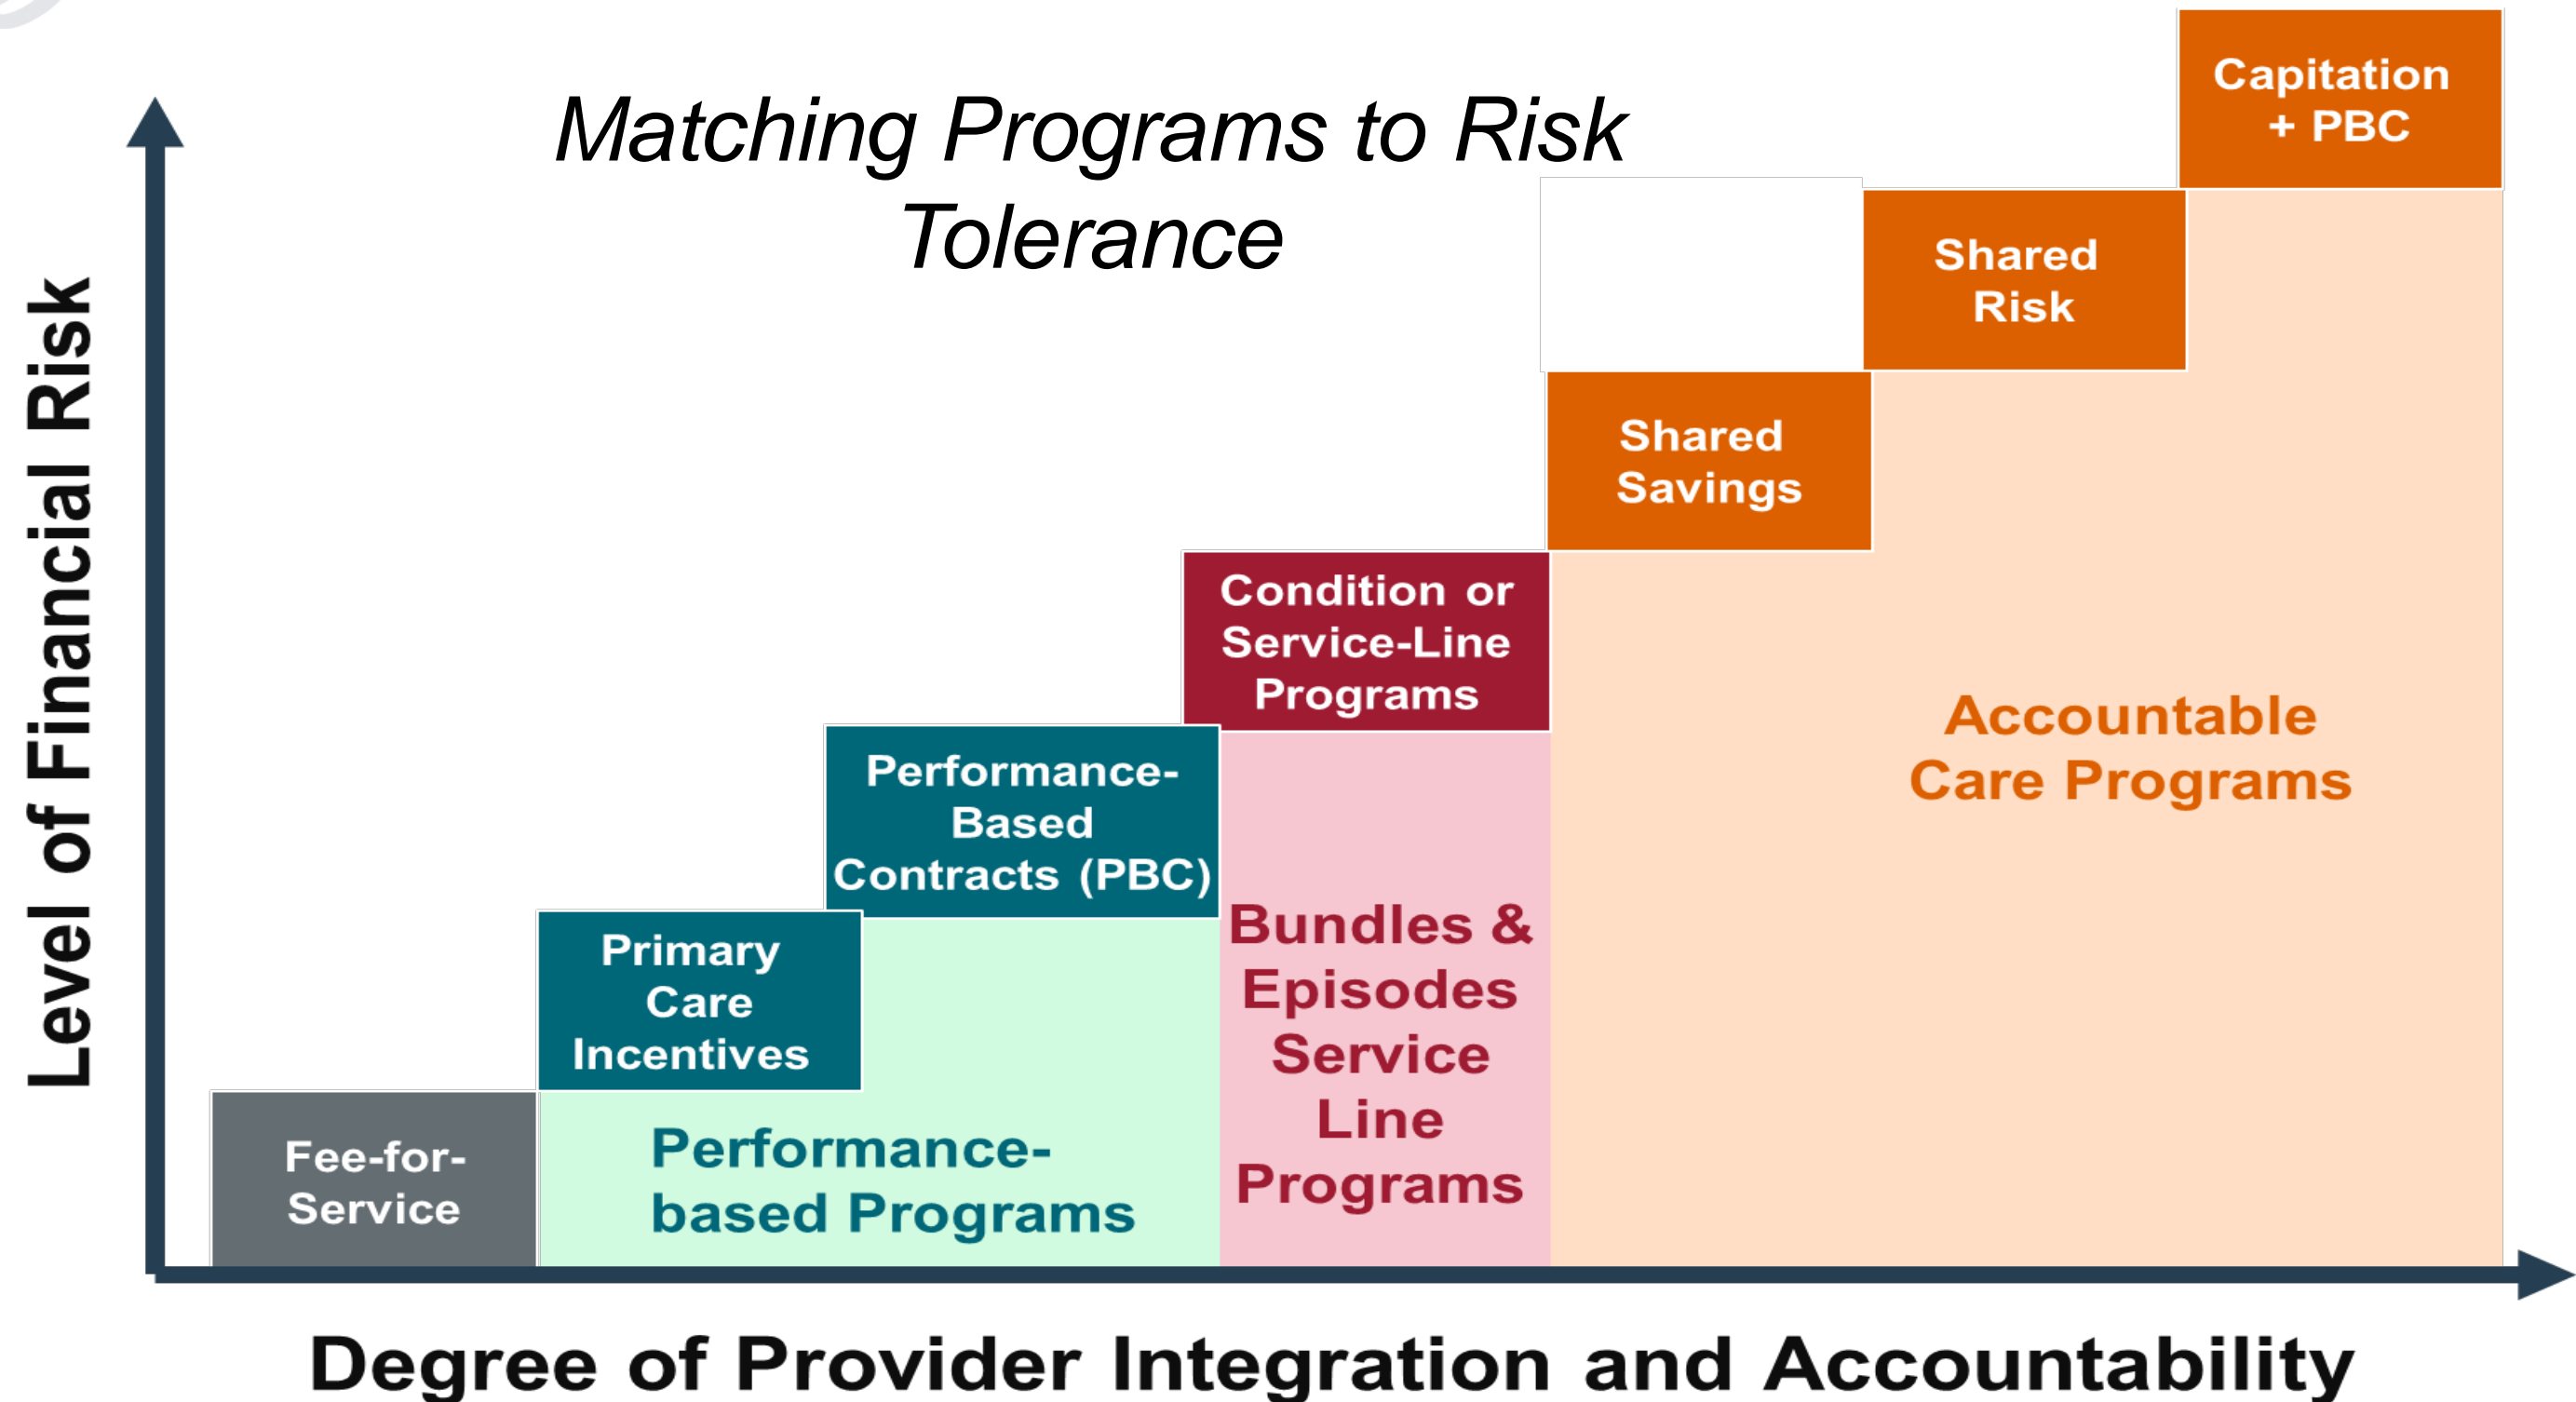 Matching Programs to Risk
Tolerance
Level of Financial Risk
Capitation
+ PBC
Shared
Risk
Shared
Savings
Condition or
Service-Line
Programs
Performance-
Based
Contracts (PBC)
Primary
Care
Incentives
Fee-for-
Service
Performance-
based Programs
Bundles &
Episodes
Service
Line
Programs
Accountable
Care Programs
Degree of Provider Integration and Accountability